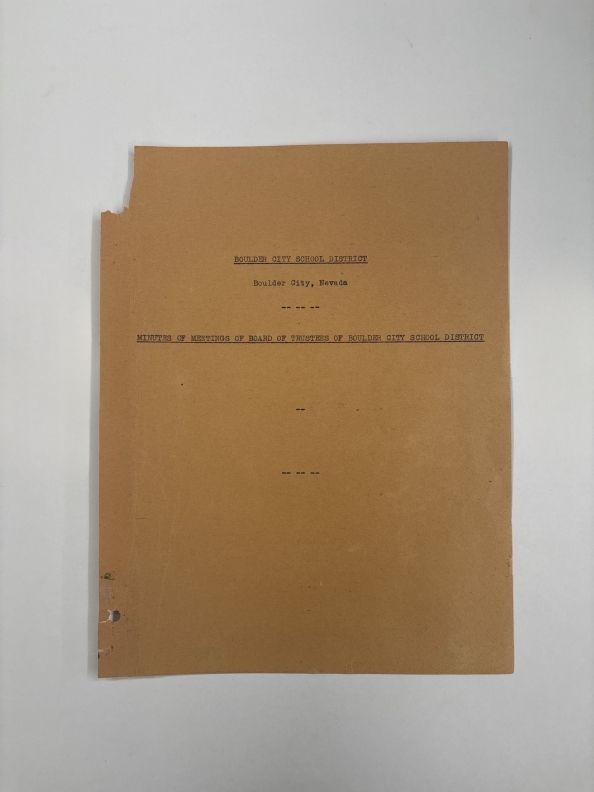 BOULDER CITY SCHOOL DISTRICT
Boulder City, Nevada
-- -- --
MINUTES OF MEETINGS OF BOARD OF TRUSTEES OF BOULDER CITY SCHOOL DISTRICT
--
-- -- --